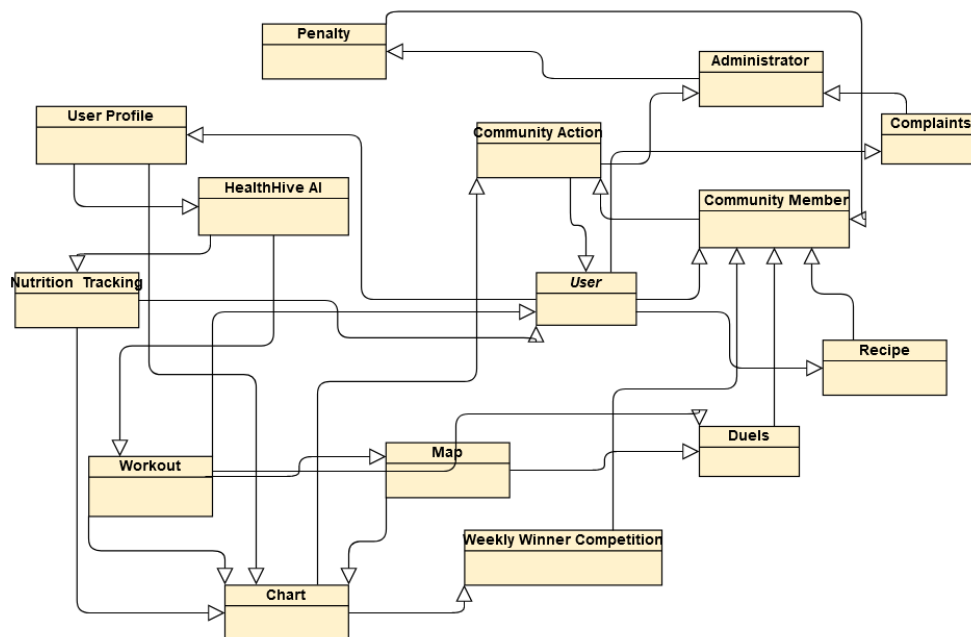 Penalty
Administrator
User Profile
Community Action
Complaints
HealthHive AI
Community Member
Nutrition  Tracking
User
Recipe
Duels
Workout
Map
Weekly Winner Competition
Chart